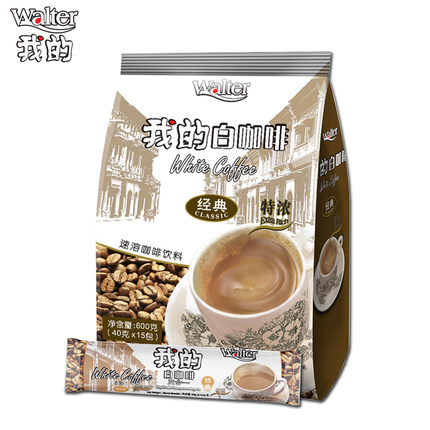 Walter
我的
Walter
我的白咖啡
White Coffee
经典
CLASSIC
特浓
Extra Rich
速溶咖啡饮料
净含量:600克
(40克x15包)
我的
Walter
白咖啡
White Coffee